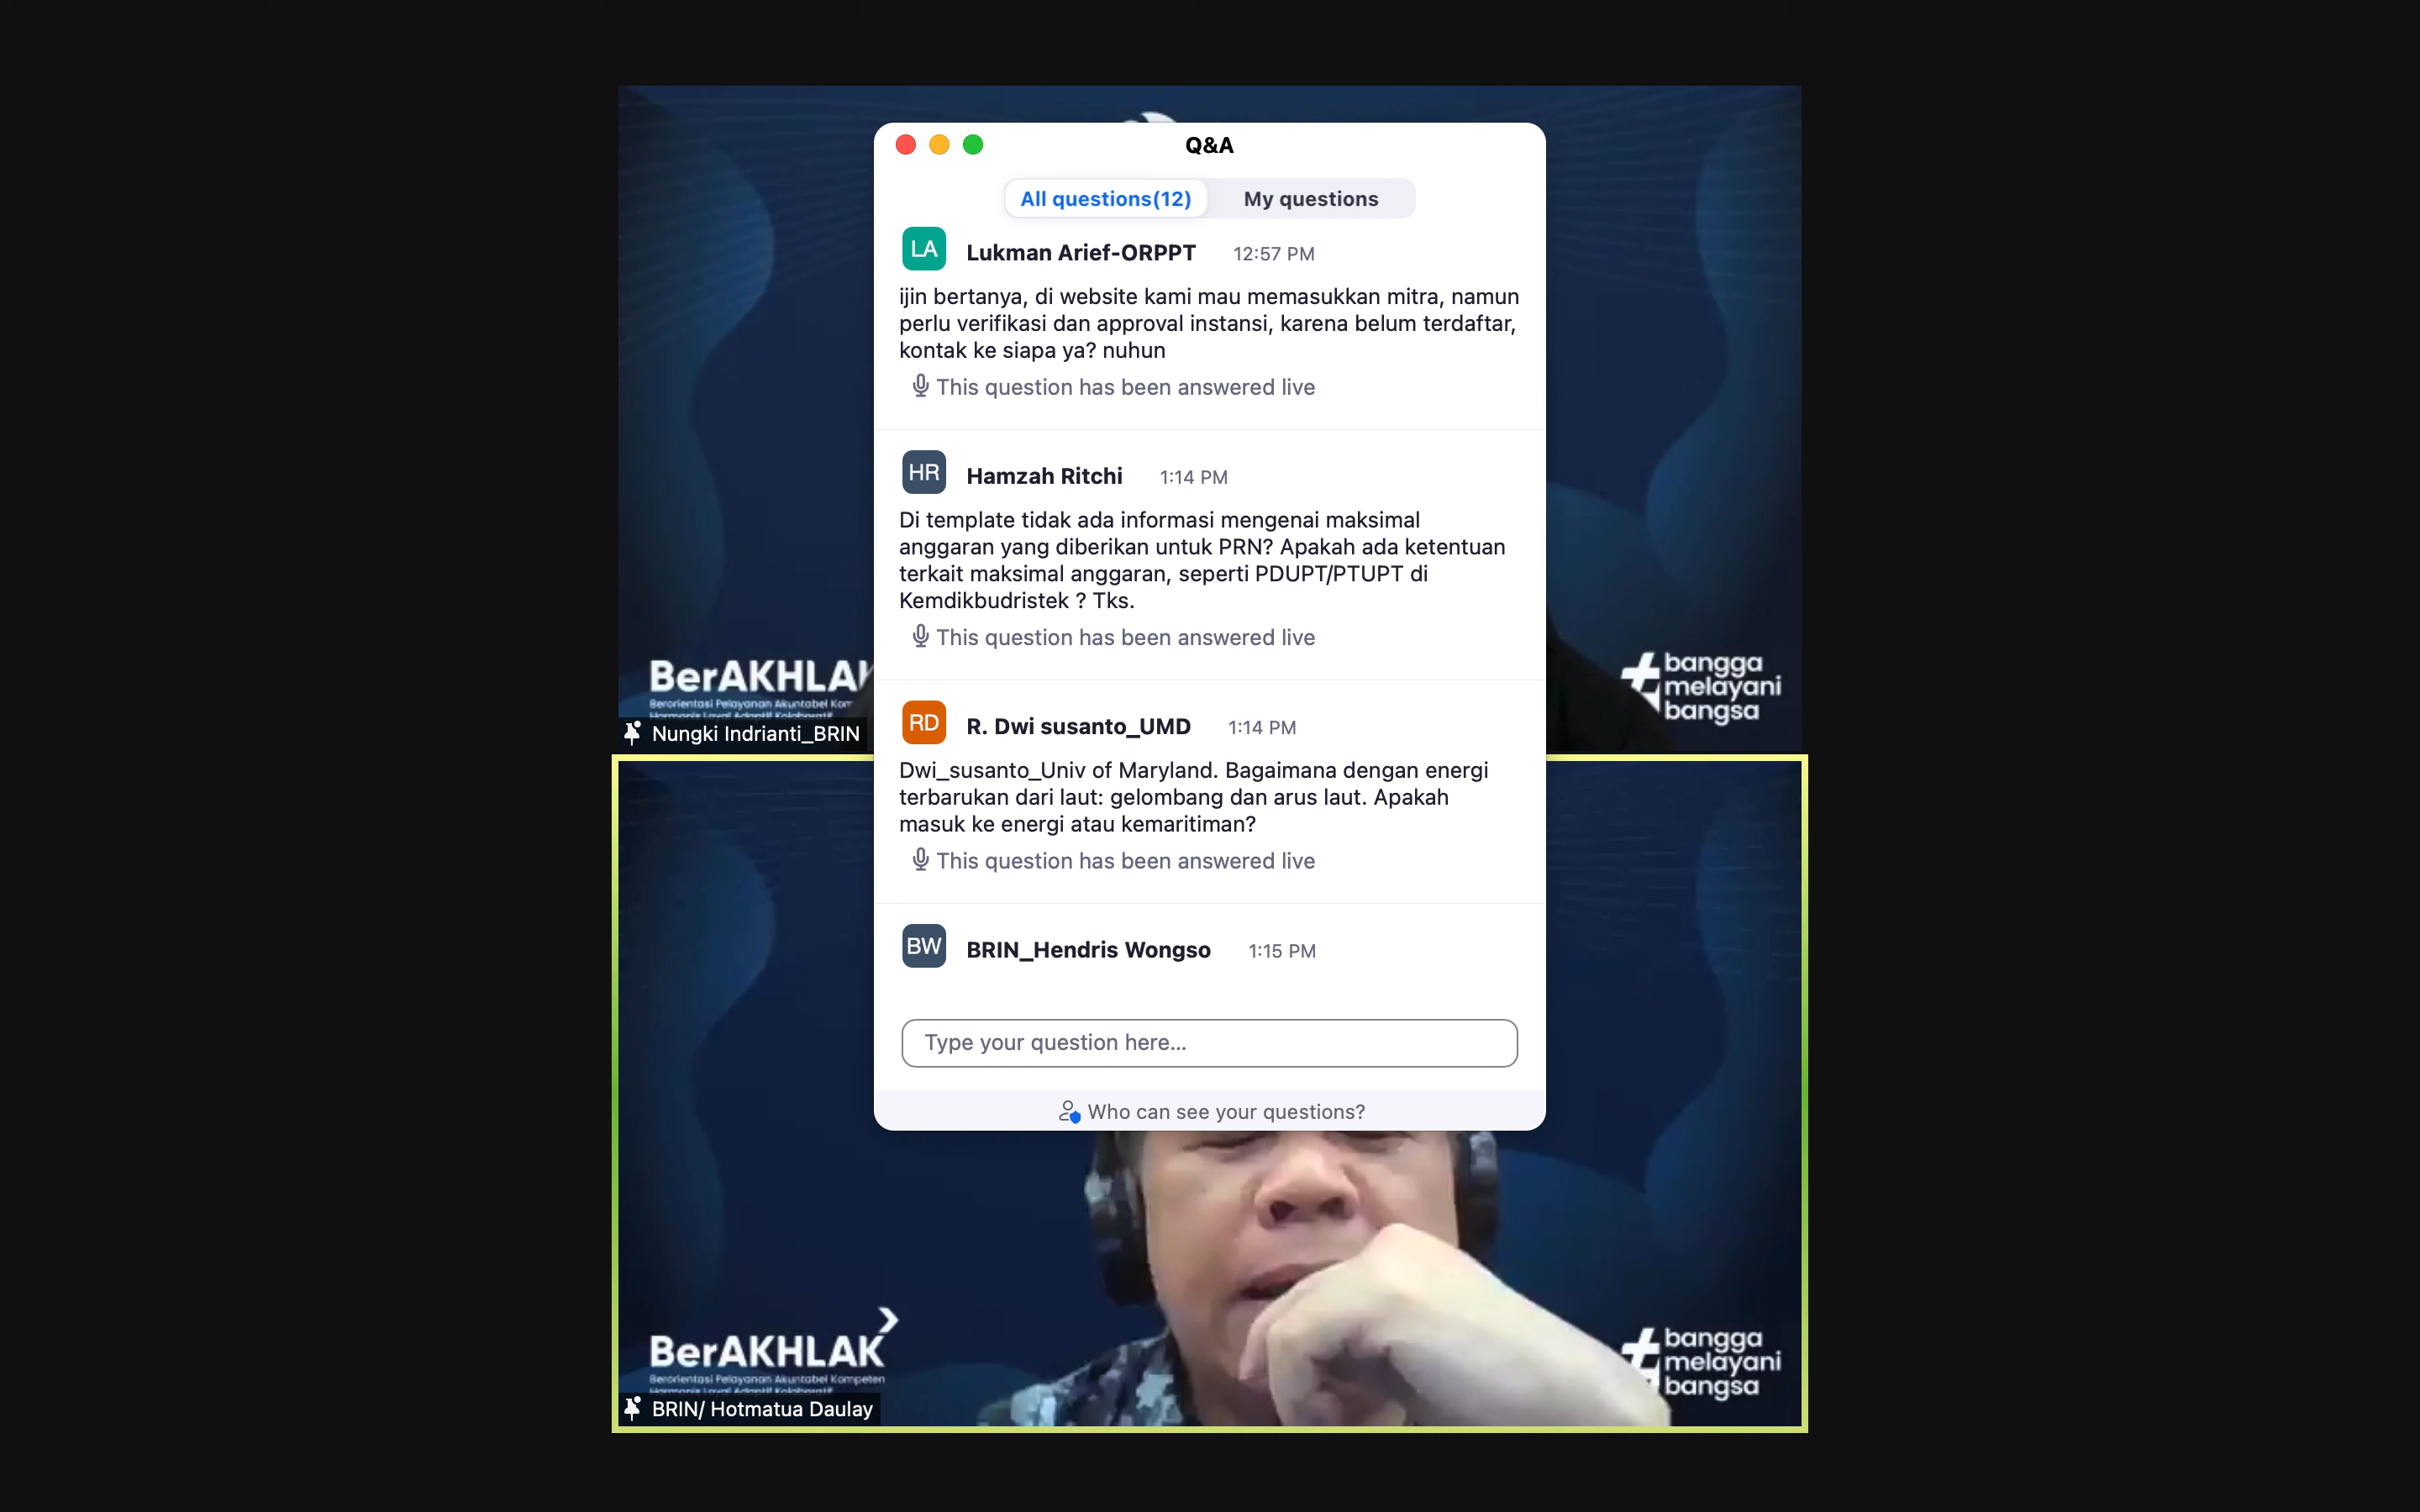 Q&A
All questions(12)
My questions
LA
Lukman Arief-ORPPT
12:57 PM
ijin bertanya, di website kami mau memasukkan mitra, namun
perlu verifikasi dan approval instansi, karena belum terdaftar,
kontak ke siapa ya? nuhun
This question has been answered live
HR
Hamzah Ritchi
1:14 PM
Di template tidak ada informasi mengenai maksimal
anggaran yang diberikan untuk PRN? Apakah ada ketentuan
terkait maksimal anggaran, seperti PDUPT/PTUPT di
Kemdikbudristek ? Tks.
This question has been answered live
RD
R. Dwi susanto_UMD
1:14 PM
Dwi_susanto_Univ of Maryland. Bagaimana dengan energi
terbarukan dari laut: gelombang dan arus laut. Apakah
masuk ke energi atau kemaritiman?
This question has been answered live
BW
BRIN_Hendris Wongso
1:15 PM
Type your question here...
Who can see your questions?
BerAKHLAK
Berorientasi Pelayanan Akuntabel
Nungki Indrianti_BRIN
bangga
melayani
bangsa
BerAKHLAK
Berorientasi Pelayanan Akuntabel Kompeten
Harmonis Loyal Adaptif Kolaboratif
BRIN/ Hotmatua Daulay
bangga
melayani
bangsa